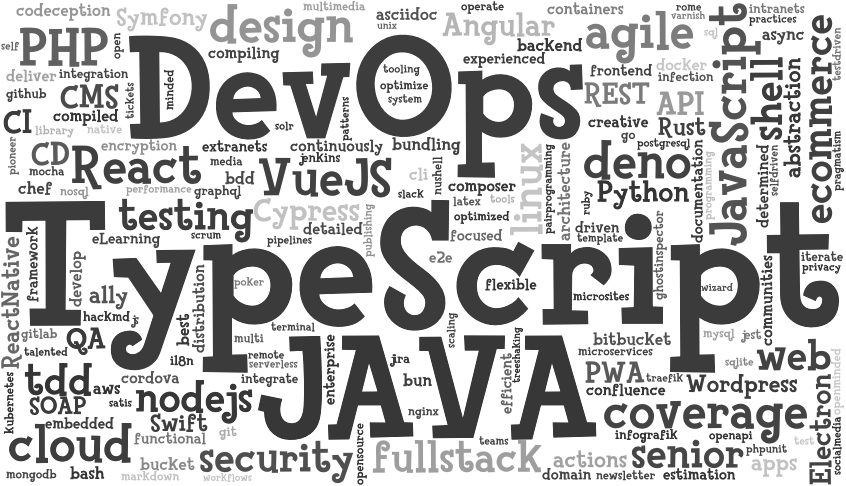 codeception
Symfony
multimedia
design
unix
asciidoc
operate
Angular
containers
agile
rome
varnish
sql
intranets
practices
async
self
PHP
open
compiling
DevOps
tooling
optimize
system
backend
experienced
JavaScript
shell
abstraction
ecommerce
testdriven
deliver
integration
github
CMS
compiled
tickets
minded
patterns
frontend
docker
infection
REST
API
CI
library
native
solr
creative
go
Rust
postgresql
pioneer
CD
mocha
encryption
React
extranets
media
continuously
jenkins
bundling
VueJS
bdd
cli
nushell
linux
pairprogramming
architecture
deno
documentation
programming
determined
selfdriven
pragmatism
chef
nosql
performance
graphql
slack
composer
latex
tools
ruby
Python
testing
Cypress
publishing
optimized
eLearning
scrum
pipelines
detailed
focused
driven
template
ghostinspector
TypeScript
ReactNative
framework
develop
e2e
iterate
privacy
communities
ally
distribution
poker
flexible
microsites
wizard
hackmd
js
best
gitlab
QA
talented
multi
terminal
scaling
bitbucket
microservices
mysql
jest
il8n
remote
serverless
enterprise
JAVA
jira
treeshaking
efficient
sqlite
web
kubernetes
tdd
aws
cordova
integrate
bun
PWA
traefik
confluence
Wordpress
Electron
openminded
SOAP
satis
nodejs
nginx
coverage
embedded
Swift
functional
git
opensource
teams
infografik
openapi
test
socialmedia
cloud
security
fullstack
actions
senior
phpunit
apps
mongodb
bash
bucket
markdown
workflows
domain
newsletter
estimation